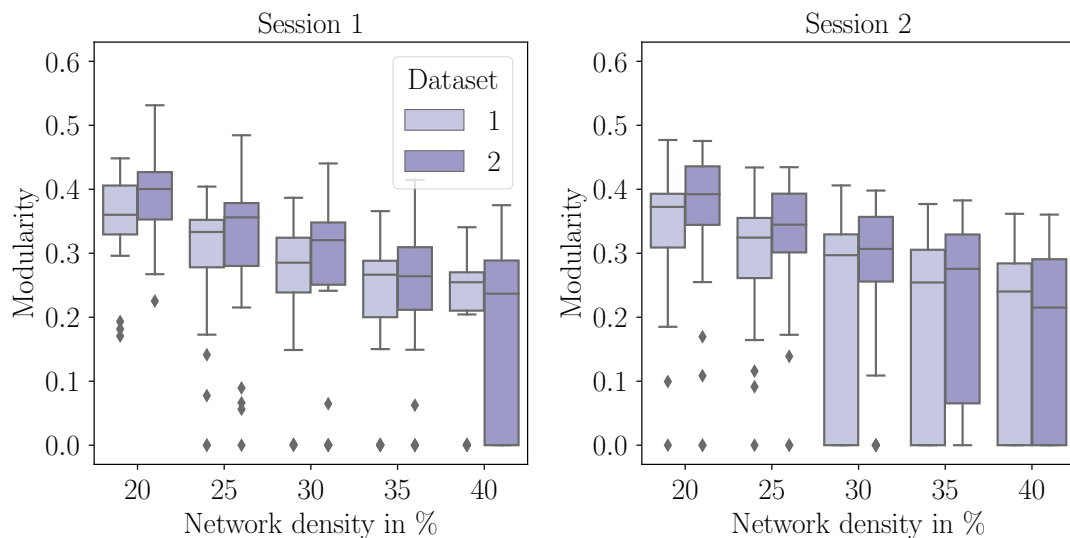 Session 1
Session 2
0.6
0.5
0.4
0.3
0.2
0.1
0.0
Modularity
Dataset
1
2
20 25 30 35 40
Network density in %
0.6
0.5
0.4
0.3
0.2
0.1
0.0
Modularity
20 25 30 35 40
Network density in %